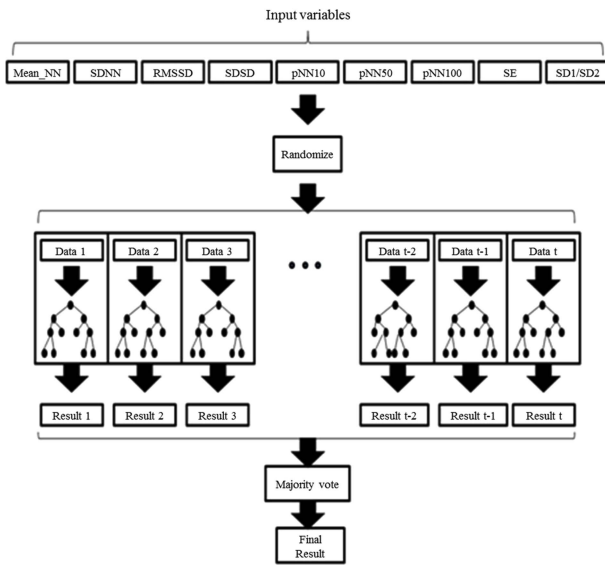 Input variables
Mean_NN SDNN RMSSD SDSD pNN10 pNN50 pNN100 SE SD1/SD2
Randomize
Data 1 Data 2 Data 3 Data t-2 Data t-1 Data t
Result 1 Result 2 Result 3 Result t-2 Result t-1 Result t
Majority vote
Final
Result